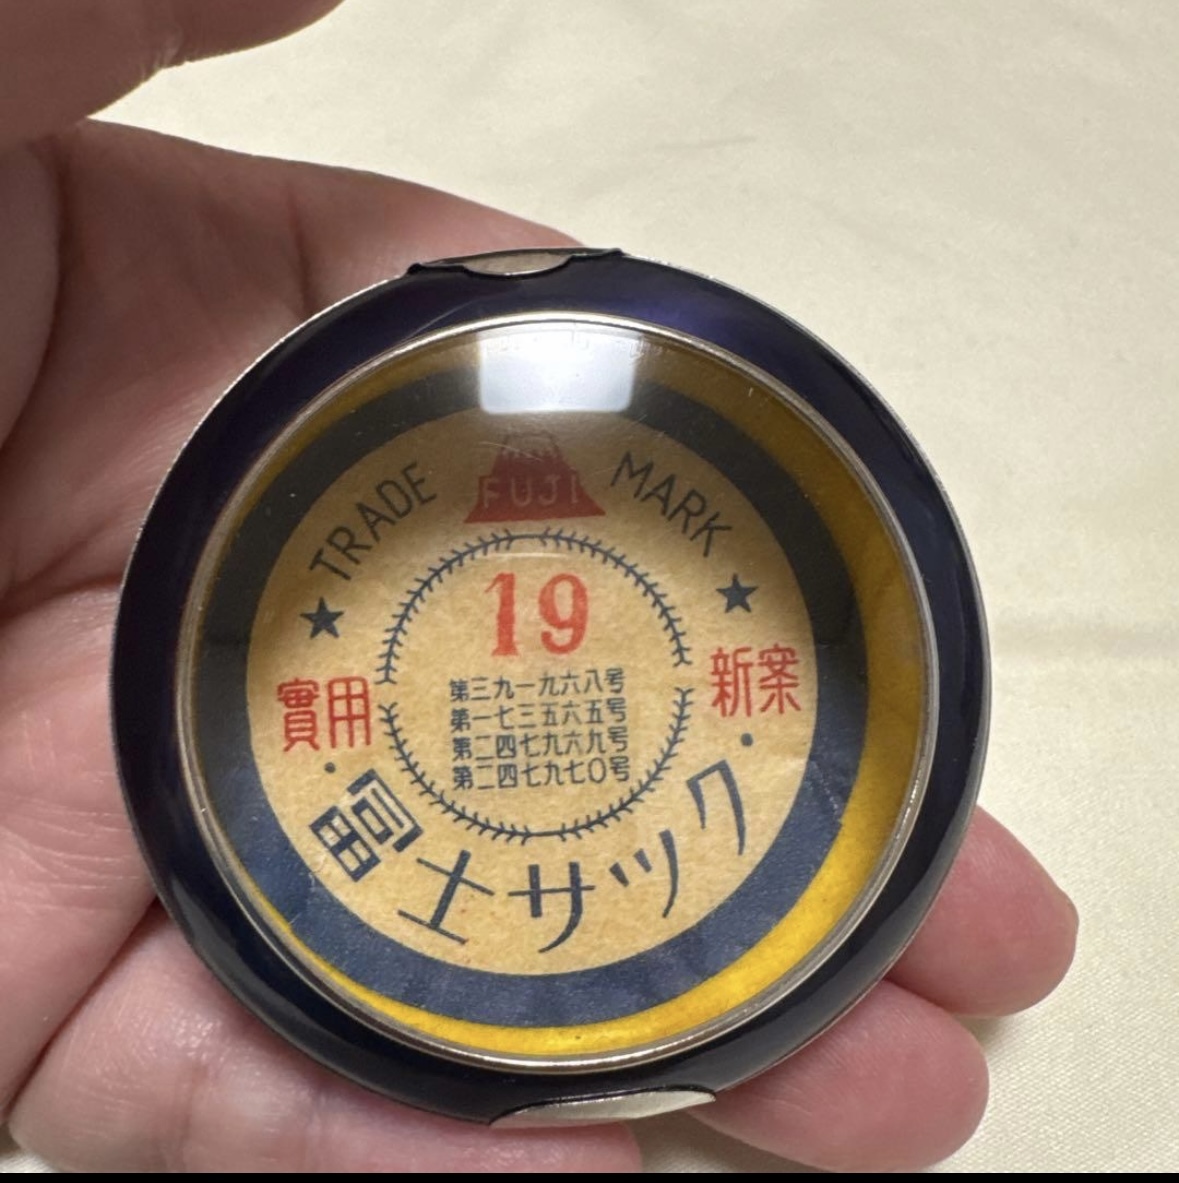 TRADE MARK
FUJI
19
實用
新案
第三九一九六八号
第一七三五六五号
第二四七九六九号
第二四七九七〇号
・冨士サック・